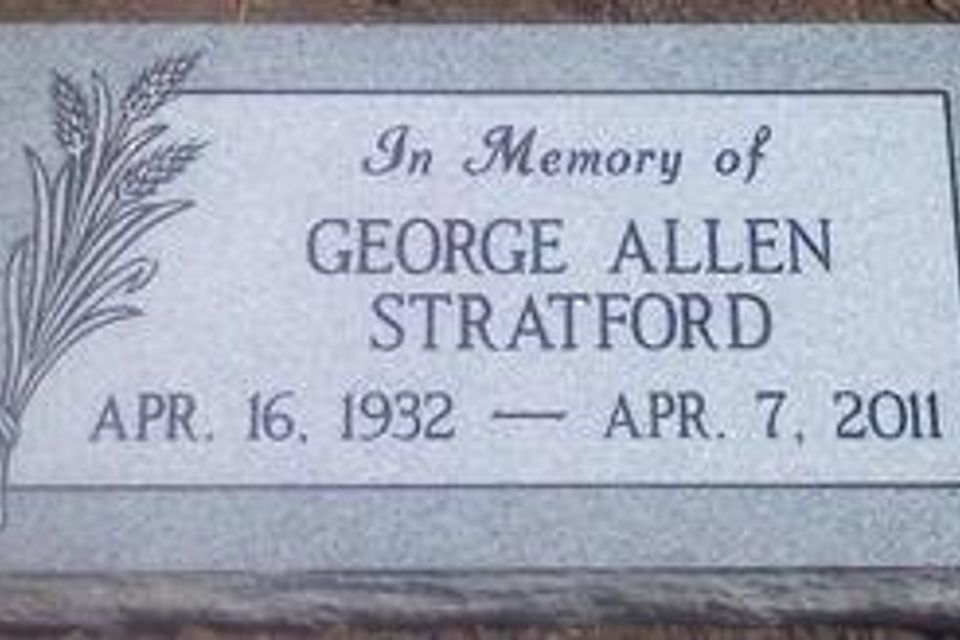 In Memory of
GEORGE ALLEN
STRATFORD
APR. 16, 1932 — APR. 7, 2011